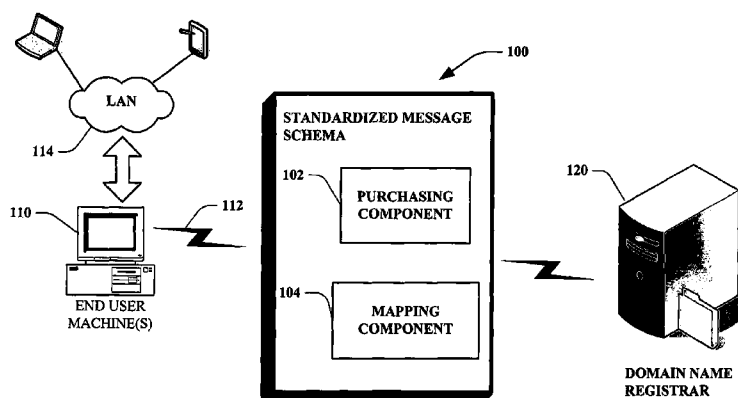 100
LAN
114
STANDARDIZED MESSAGE
SCHEMA
120
102
PURCHASING
COMPONENT
110
112
104
MAPPING
COMPONENT
END USER
MACHINE(S)
DOMAIN NAME
REGISTRAR